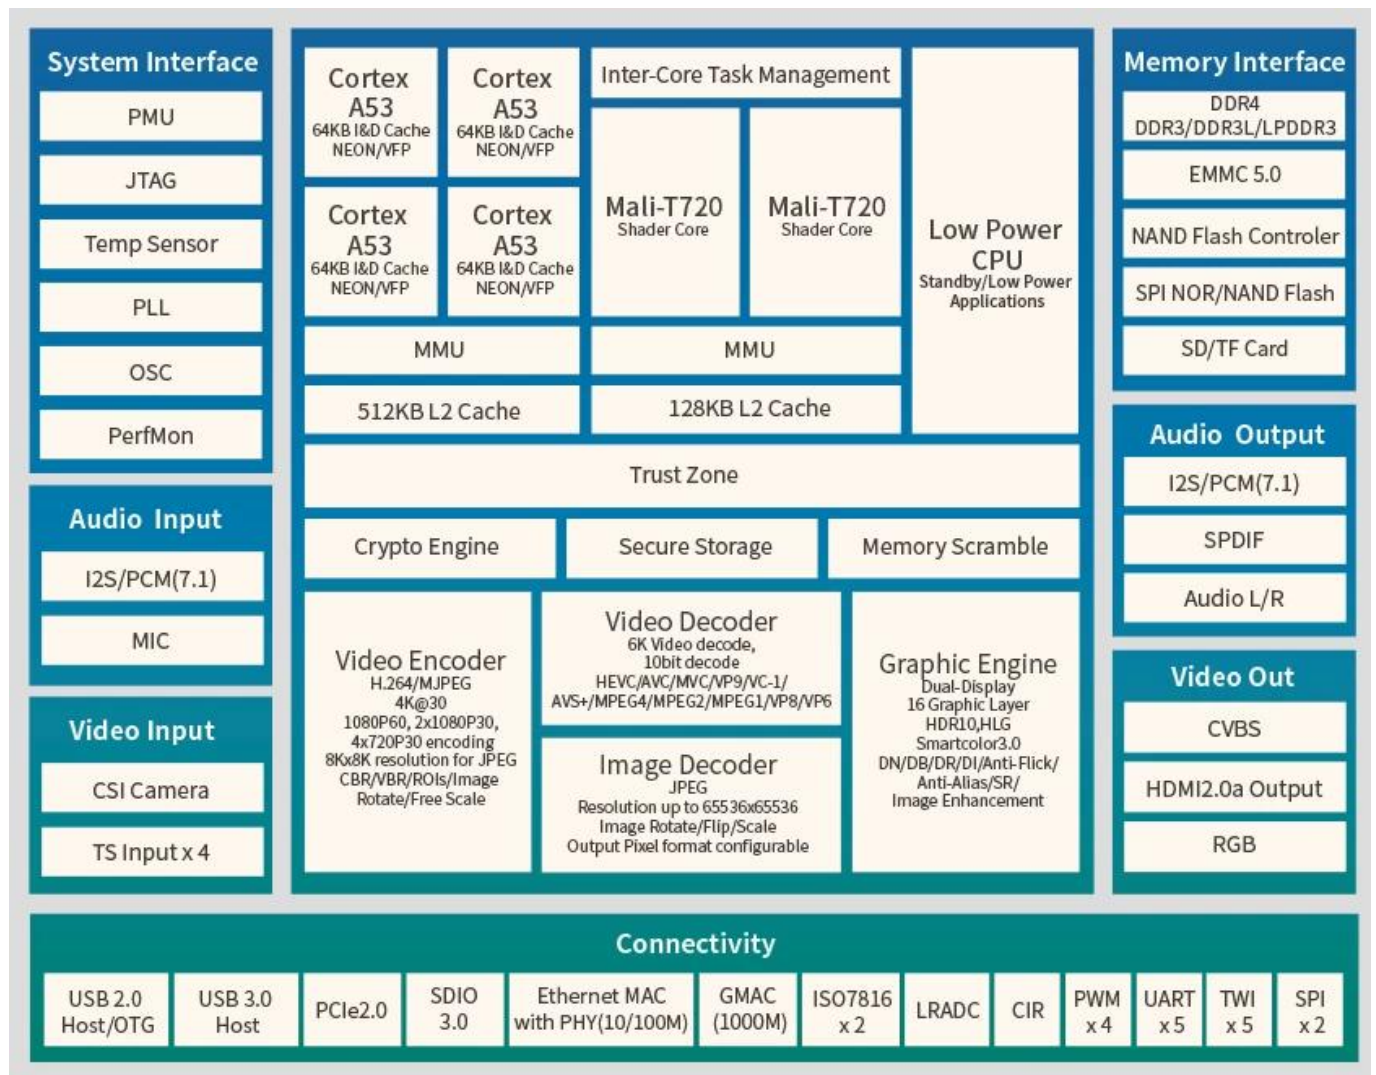 System Interface
PMU
JTAG
Temp Sensor
PLL
OSC
PerfMon
Audio Input
I2S/PCM(7.1)
MIC
Video Input
CSI Camera
TS Input x 4
Cortex
A53
64KB I&D Cache
NEON/VFP
Cortex
A53
64KB I&D Cache
NEON/VFP
Cortex
A53
64KB I&D Cache
NEON/VFP
Cortex
A53
64KB I&D Cache
NEON/VFP
MMU
512KB L2 Cache
Inter-Core Task Management
Mali-T720
Shader Core
Mali-T720
Shader Core
MMU
128KB L2 Cache
Low Power
CPU
Standby/Low Power
Applications
Trust Zone
Crypto Engine
Secure Storage
Memory Scramble
Video Encoder
H.264/MJPEG
4K@30
1080P60, 2x1080P30,
4x720P30 encoding
8Kx8K resolution for JPEG
CBR/VBR/ROIs/Image
Rotate/Free Scale
Video Decoder
6K Video decode,
10bit decode
HEVC/AVC/MVC/VP9/VC-1/
AVS+/MPEG4/MPEG2/MPEG1/VP8/VP6
Image Decoder
JPEG
Resolution up to 65536x65536
Image Rotate/Flip/Scale
Output Pixel format configurable
Graphic Engine
Dual-Display
16 Graphic Layer
HDR10,HLG
Smartcolor3.0
DN/DB/DR/DI/Anti-Flick/
Anti-Alias/SR/
Image Enhancement
Memory Interface
DDR4
DDR3/DDR3L/LPDDR3
EMMC 5.0
NAND Flash Controler
SPI NOR/NAND Flash
SD/TF Card
Audio Output
I2S/PCM(7.1)
SPDIF
Audio L/R
Video Out
CVBS
HDMI2.0a Output
RGB
Connectivity
USB 2.0
Host/OTG
USB 3.0
Host
PCIe2.0
SDIO
3.0
Ethernet MAC
with PHY(10/100M)
GMAC
(1000M)
ISO7816
x 2
LRADC
CIR
PWM
x 4
UART
x 5
TWI
x 5
SPI
x 2